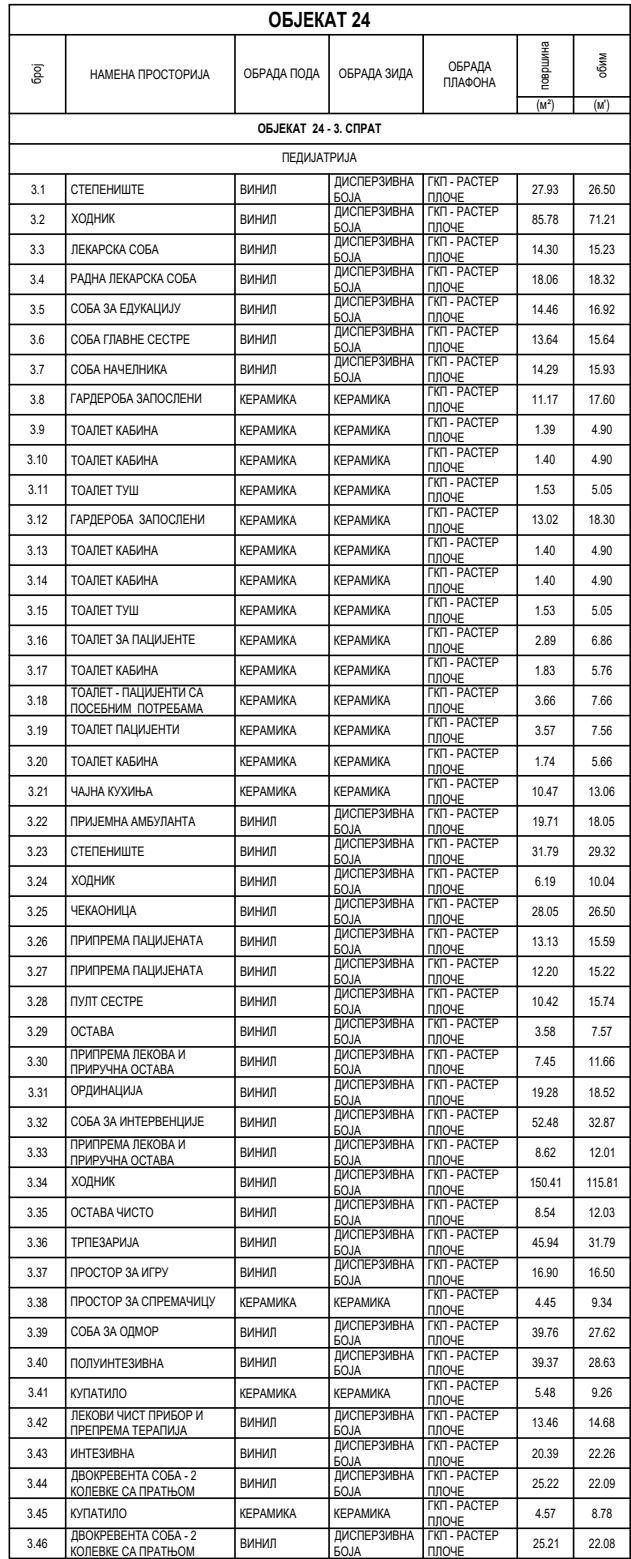 ОБЈЕКАТ 24
број НАМЕНА ПРОСТОРИЈА ОБРАДА ПОДА ОБРАДА ЗИДА ОБРАДА ПЛАФОНА површина обим
(м²) (м')
ОБЈЕКАТ 24 - 3. СПРАТ
ПЕДИЈАТРИЈА
3.1 СТЕПЕНИШТЕ ВИНИЛ ДИСПЕРЗИВНА БОЈА ГКП - РАСТЕР ПЛОЧЕ 27.93 26.50
3.2 ХОДНИК ВИНИЛ ДИСПЕРЗИВНА БОЈА ГКП - РАСТЕР ПЛОЧЕ 85.78 71.21
3.3 ЛЕКАРСКА СОБА ВИНИЛ ДИСПЕРЗИВНА БОЈА ГКП - РАСТЕР ПЛОЧЕ 14.30 15.23
3.4 РАДНА ЛЕКАРСКА СОБА ВИНИЛ ДИСПЕРЗИВНА БОЈА ГКП - РАСТЕР ПЛОЧЕ 18.06 18.32
3.5 СОБА ЗА ЕДУКАЦИЈУ ВИНИЛ ДИСПЕРЗИВНА БОЈА ГКП - РАСТЕР ПЛОЧЕ 14.46 16.92
3.6 СОБА ГЛАВНЕ СЕСТРЕ ВИНИЛ ДИСПЕРЗИВНА БОЈА ГКП - РАСТЕР ПЛОЧЕ 13.64 15.64
3.7 СОБА НАЧЕЛНИКА ВИНИЛ ДИСПЕРЗИВНА БОЈА ГКП - РАСТЕР ПЛОЧЕ 14.29 15.93
3.8 ГАРДЕРОБА ЗАПОСЛЕНИ КЕРАМИКА КЕРАМИКА ГКП - РАСТЕР ПЛОЧЕ 11.17 17.60
3.9 ТОАЛЕТ КАБИНА КЕРАМИКА КЕРАМИКА ГКП - РАСТЕР ПЛОЧЕ 1.39 4.90
3.10 ТОАЛЕТ КАБИНА КЕРАМИКА КЕРАМИКА ГКП - РАСТЕР ПЛОЧЕ 1.40 4.90
3.11 ТОАЛЕТ ТУШ КЕРАМИКА КЕРАМИКА ГКП - РАСТЕР ПЛОЧЕ 1.53 5.05
3.12 ГАРДЕРОБА ЗАПОСЛЕНИ КЕРАМИКА КЕРАМИКА ГКП - РАСТЕР ПЛОЧЕ 13.02 18.30
3.13 ТОАЛЕТ КАБИНА КЕРАМИКА КЕРАМИКА ГКП - РАСТЕР ПЛОЧЕ 1.40 4.90
3.14 ТОАЛЕТ КАБИНА КЕРАМИКА КЕРАМИКА ГКП - РАСТЕР ПЛОЧЕ 1.40 4.90
3.15 ТОАЛЕТ ТУШ КЕРАМИКА КЕРАМИКА ГКП - РАСТЕР ПЛОЧЕ 1.53 5.05
3.16 ТОАЛЕТ ЗА ПАЦИЈЕНТЕ КЕРАМИКА КЕРАМИКА ГКП - РАСТЕР ПЛОЧЕ 2.89 6.86
3.17 ТОАЛЕТ КАБИНА КЕРАМИКА КЕРАМИКА ГКП - РАСТЕР ПЛОЧЕ 1.83 5.76
3.18 ТОАЛЕТ - ПАЦИЈЕНТИ СА ПОСЕБНИМ ПОТРЕБАМА КЕРАМИКА КЕРАМИКА ГКП - РАСТЕР ПЛОЧЕ 3.66 7.66
3.19 ТОАЛЕТ ПАЦИЈЕНТИ КЕРАМИКА КЕРАМИКА ГКП - РАСТЕР ПЛОЧЕ 3.57 7.56
3.20 ТОАЛЕТ КАБИНА КЕРАМИКА КЕРАМИКА ГКП - РАСТЕР ПЛОЧЕ 1.74 5.66
3.21 ЧАЈНА КУХИЊА КЕРАМИКА КЕРАМИКА ГКП - РАСТЕР ПЛОЧЕ 10.47 13.06
3.22 ПРИЈЕМНА АМБУЛАНТА ВИНИЛ ДИСПЕРЗИВНА БОЈА ГКП - РАСТЕР ПЛОЧЕ 19.71 18.05
3.23 СТЕПЕНИШТЕ ВИНИЛ ДИСПЕРЗИВНА БОЈА ГКП - РАСТЕР ПЛОЧЕ 31.79 29.32
3.24 ХОДНИК ВИНИЛ ДИСПЕРЗИВНА БОЈА ГКП - РАСТЕР ПЛОЧЕ 6.19 10.04
3.25 ЧЕКАОНИЦА ВИНИЛ ДИСПЕРЗИВНА БОЈА ГКП - РАСТЕР ПЛОЧЕ 28.05 26.50
3.26 ПРИПРЕМА ПАЦИЈЕНАТА ВИНИЛ ДИСПЕРЗИВНА БОЈА ГКП - РАСТЕР ПЛОЧЕ 13.13 15.59
3.27 ПРИПРЕМА ПАЦИЈЕНАТА ВИНИЛ ДИСПЕРЗИВНА БОЈА ГКП - РАСТЕР ПЛОЧЕ 12.20 15.22
3.28 ПУЛТ СЕСТРЕ ВИНИЛ ДИСПЕРЗИВНА БОЈА ГКП - РАСТЕР ПЛОЧЕ 10.42 15.74
3.29 ОСТАВА ВИНИЛ ДИСПЕРЗИВНА БОЈА ГКП - РАСТЕР ПЛОЧЕ 3.58 7.57
3.30 ПРИПРЕМА ЛЕКОВА И ПРИРУЧНА ОСТАВА ВИНИЛ ДИСПЕРЗИВНА БОЈА ГКП - РАСТЕР ПЛОЧЕ 7.45 11.66
3.31 ОРДИНАЦИЈА ВИНИЛ ДИСПЕРЗИВНА БОЈА ГКП - РАСТЕР ПЛОЧЕ 19.28 18.52
3.32 СОБА ЗА ИНТЕРВЕНЦИЈЕ ВИНИЛ ДИСПЕРЗИВНА БОЈА ГКП - РАСТЕР ПЛОЧЕ 52.48 32.87
3.33 ПРИПРЕМА ЛЕКОВА И ПРИРУЧНА ОСТАВА ВИНИЛ ДИСПЕРЗИВНА БОЈА ГКП - РАСТЕР ПЛОЧЕ 8.62 12.01
3.34 ХОДНИК ВИНИЛ ДИСПЕРЗИВНА БОЈА ГКП - РАСТЕР ПЛОЧЕ 150.41 115.81
3.35 ОСТАВА ЧИСТО ВИНИЛ ДИСПЕРЗИВНА БОЈА ГКП - РАСТЕР ПЛОЧЕ 8.54 12.03
3.36 ТРПЕЗАРИЈА ВИНИЛ ДИСПЕРЗИВНА БОЈА ГКП - РАСТЕР ПЛОЧЕ 45.94 31.79
3.37 ПРОСТОР ЗА ИГРУ ВИНИЛ ДИСПЕРЗИВНА БОЈА ГКП - РАСТЕР ПЛОЧЕ 16.90 16.50
3.38 ПРОСТОР ЗА СПРЕМАЧИЦУ КЕРАМИКА КЕРАМИКА ГКП - РАСТЕР ПЛОЧЕ 4.45 9.34
3.39 СОБА ЗА ОДМОР ВИНИЛ ДИСПЕРЗИВНА БОЈА ГКП - РАСТЕР ПЛОЧЕ 39.76 27.62
3.40 ПОЛУИНТЕЗИВНА ВИНИЛ ДИСПЕРЗИВНА БОЈА ГКП - РАСТЕР ПЛОЧЕ 39.37 28.63
3.41 КУПАТИЛО КЕРАМИКА КЕРАМИКА ГКП - РАСТЕР ПЛОЧЕ 5.48 9.26
3.42 ЛЕКОВИ ЧИСТ ПРИБОР И ПРЕПРЕМА ТЕРАПИЈА ВИНИЛ ДИСПЕРЗИВНА БОЈА ГКП - РАСТЕР ПЛОЧЕ 13.46 14.68
3.43 ИНТЕЗИВНА ВИНИЛ ДИСПЕРЗИВНА БОЈА ГКП - РАСТЕР ПЛОЧЕ 20.39 22.26
3.44 ДВОКРЕВЕНТА СОБА - 2 КОЛЕВКЕ СА ПРАТЊОМ ВИНИЛ ДИСПЕРЗИВНА БОЈА ГКП - РАСТЕР ПЛОЧЕ 25.22 22.09
3.45 КУПАТИЛО КЕРАМИКА КЕРАМИКА ГКП - РАСТЕР ПЛОЧЕ 4.57 8.78
3.46 ДВОКРЕВЕНТА СОБА - 2 КОЛЕВКЕ СА ПРАТЊОМ ВИНИЛ ДИСПЕРЗИВНА БОЈА ГКП - РАСТЕР ПЛОЧЕ 25.21 22.08